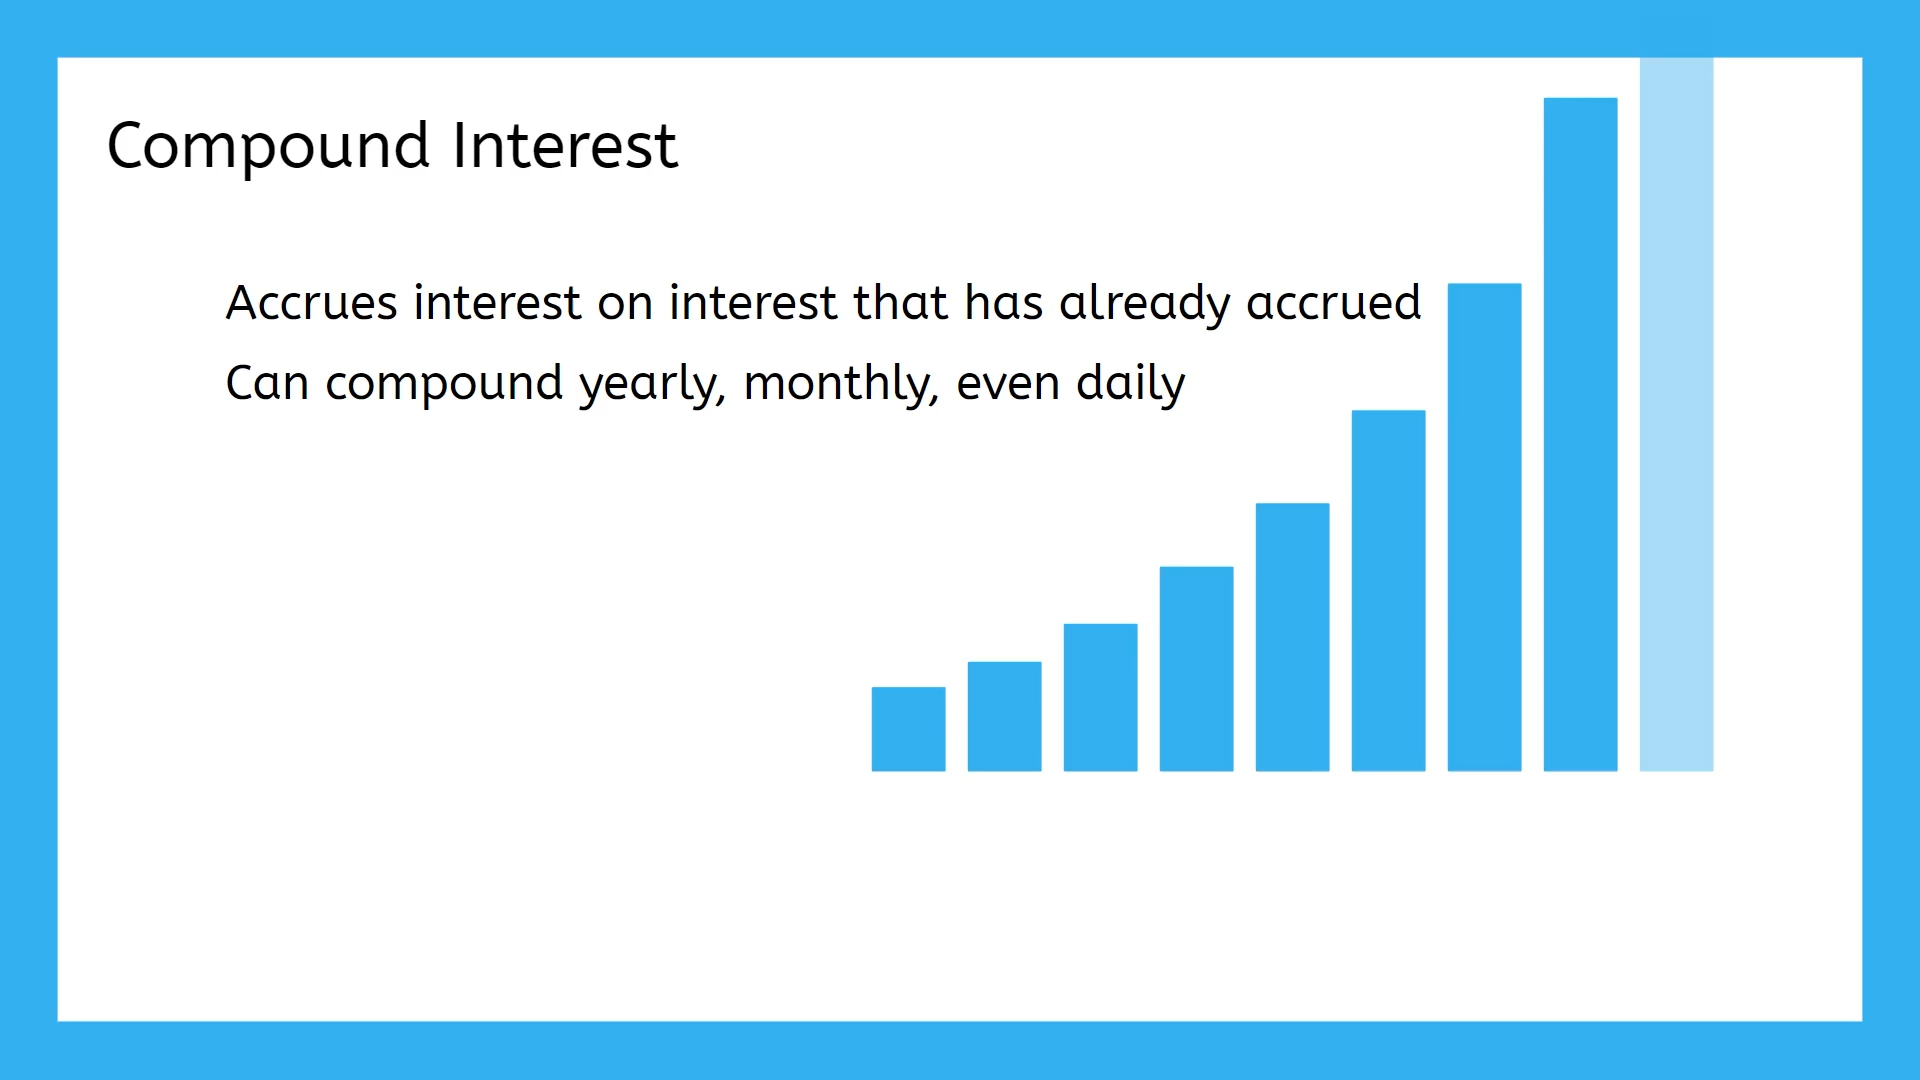 Compound Interest
Accrues interest on interest that has already accrued
Can compound yearly, monthly, even daily